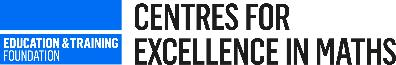 EDUCATION & TRAINING
FOUNDATION
CENTRES FOR
EXCELLENCE IN MATHS